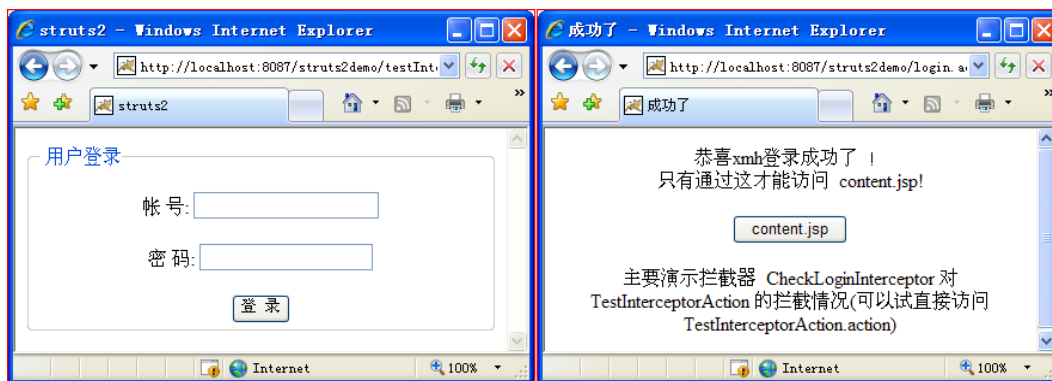 struts2 - Windows Internet Explorer
http://localhost:8087/struts2demo/testInt
struts2
用户登录
帐 号:
密 码:
登 录
Internet
100%
成功了 - Windows Internet Explorer
http://localhost:8087/struts2demo/login.a
成功了
恭喜xmh登录成功了 !
只有通过这才能访问 content.jsp!
content.jsp
主要演示拦截器 CheckLoginInterceptor 对
TestInterceptorAction 的拦截情况(可以试直接访问
TestInterceptorAction.action)
Internet
100%